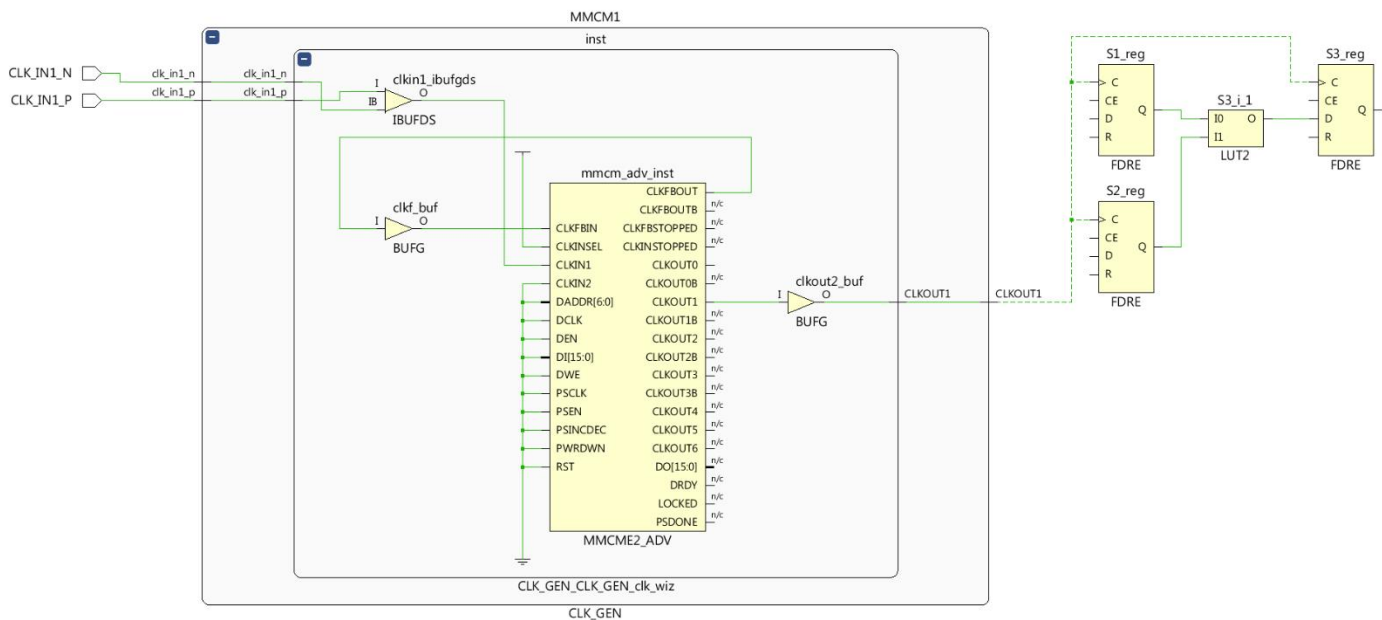 MMCM1
inst
CLK_IN1_N
clk_in1_n
clk_in1_n
CLK_IN1_P
clk_in1_p
clk_in1_p
clkin1_ibufgds
I
O
IB
IBUFDS
mmcm_adv_inst
clkf_buf
I
O
BUFG
CLKFBIN
CLKINSEL
CLKIN1
CLKIN2
DADDR[6:0]
DCLK
DEN
DI[15:0]
DWE
PSCLK
PSEN
PSINCDEC
PWRDWN
RST
CLKFBOUT
CLKFBOUTB n/c
CLKFBSTOPPED n/c
CLKINSTOPPED n/c
CLKOUT0
CLKOUT0B n/c
CLKOUT1
CLKOUT1B n/c
CLKOUT2 n/c
CLKOUT2B n/c
CLKOUT3 n/c
CLKOUT3B n/c
CLKOUT4 n/c
CLKOUT5 n/c
CLKOUT6 n/c
DO[15:0] n/c
DRDY n/c
LOCKED n/c
PSDONE n/c
MMCME2_ADV
clkout2_buf
I
O
BUFG
CLKOUT1
CLKOUT1
CLK_GEN_CLK_GEN_clk_wiz
CLK_GEN
S1_reg
C
CE
D
R
Q
FDRE
S2_reg
C
CE
D
R
Q
FDRE
S3_i_1
I0
O
I1
LUT2
S3_reg
C
CE
D
R
Q
FDRE